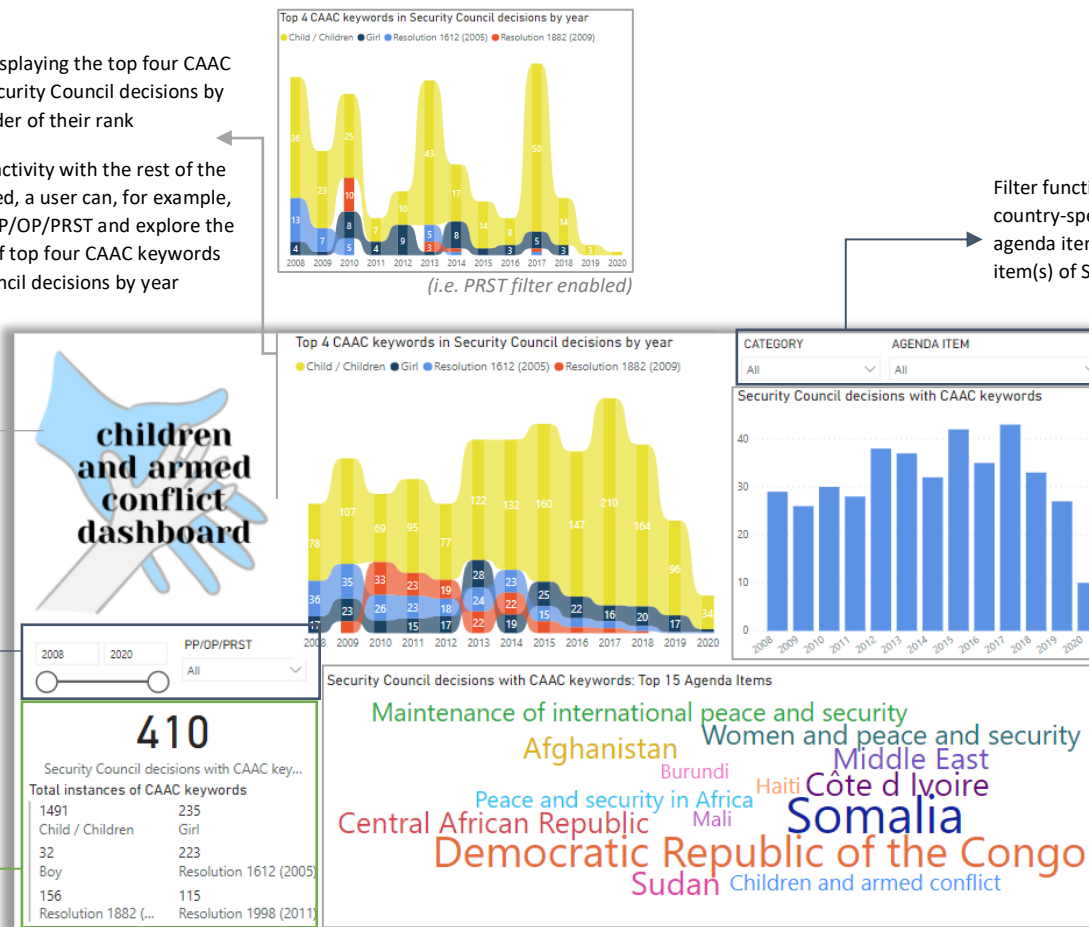 Top 4 CAAC keywords in Security Council decisions by year
Child / Children Girl Resolution 1612 (2005) Resolution 1882 (2009)
36 23 25 7 10 43 17 14 8 50 14 3
13 7 10 8 4 9 5 8 3 5
4 5 3
2008 2009 2010 2011 2012 2013 2014 2015 2016 2017 2018 2019 2020
(i.e. PRST filter enabled)
splaying the top four CAAC
curity Council decisions by
der of their rank
activity with the rest of the
ed, a user can, for example,
P/OP/PRST and explore the
f top four CAAC keywords
ncil decisions by year
Filter functi
country-spe
agenda iter
item(s) of S
children
and armed
conflict
dashboard
Top 4 CAAC keywords in Security Council decisions by year
Child / Children Girl Resolution 1612 (2005) Resolution 1882 (2009)
78 107 69 95 77 122 132 160 147 210 164 96 34
36 35 33 23 19 28 23 25 22 16 20 17
17 23 26 23 18 24 22 15
15 17 22 19
2008 2009 2010 2011 2012 2013 2014 2015 2016 2017 2018 2019 2020
CATEGORY AGENDA ITEM
All All
Security Council decisions with CAAC keywords
40
30
20
10
0
2008 2009 2010 2011 2012 2013 2014 2015 2016 2017 2018 2019 2020
2008 2020 PP/OP/PRST
All
410
Security Council decisions with CAAC key...
Total instances of CAAC keywords
1491 235
Child / Children Girl
32 223
Boy Resolution 1612 (2005)
156 115
Resolution 1882 (... Resolution 1998 (2011)
Security Council decisions with CAAC keywords: Top 15 Agenda Items
Maintenance of international peace and security
Women and peace and security
Afghanistan
Middle East
Burundi
Haiti
Côte d Ivoire
Peace and security in Africa
Mali
Somalia
Central African Republic
Democratic Republic of the Congo
Sudan
Children and armed conflict